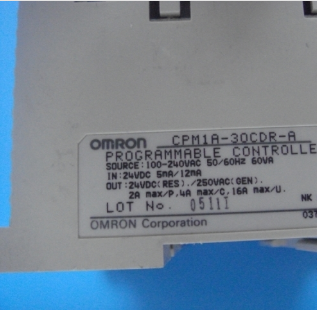 OMRON CPM1A-30CDR-A
PROGRAMMABLE CONTROLLE
SOURCE:100-240VAC 50/60Hz 60VA
IN:24VDC 5mA/12mA
OUT:24VDC(RES)./250VAC(GEN).
2A max/P.4A max/C.16A max/U.
LOT No. 0511I NK
OMRON Corporation 037